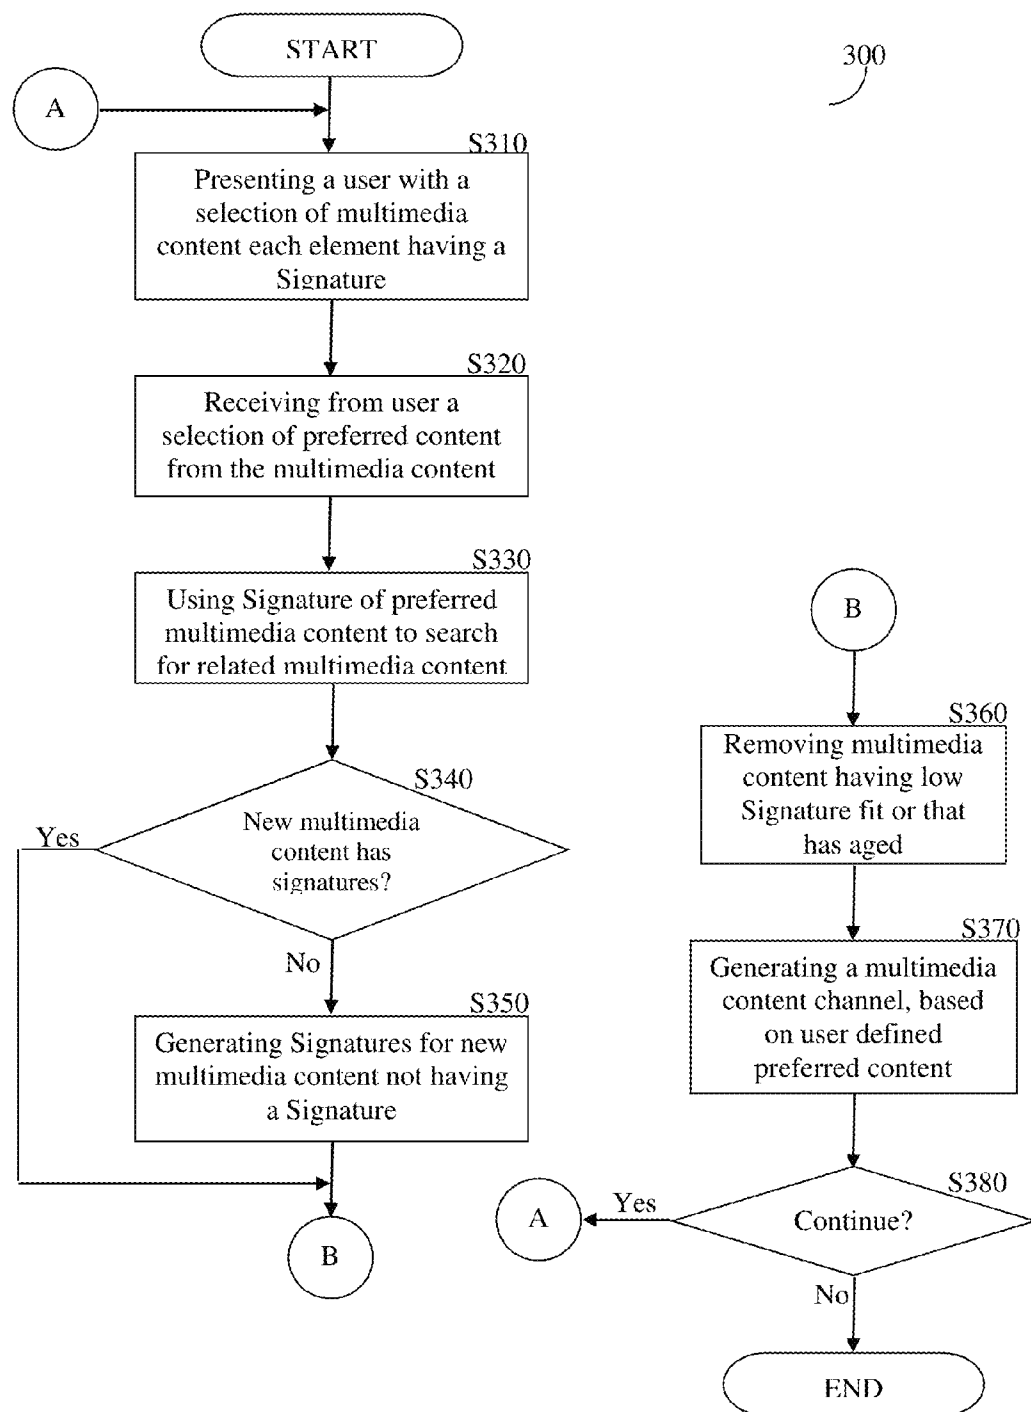 START
300
A
S310
Presenting a user with a
selection of multimedia
content each element having a
Signature
S320
Receiving from user a
selection of preferred content
from the multimedia content
S330
Using Signature of preferred
multimedia content to search
for related multimedia content
S340
New multimedia
content has
signatures?
Yes
No
S350
Generating Signatures for new
multimedia content not having
a Signature
B
B
S360
Removing multimedia
content having low
Signature fit or that
has aged
S370
Generating a multimedia
content channel, based
on user defined
preferred content
S380
Continue?
Yes
A
No
END